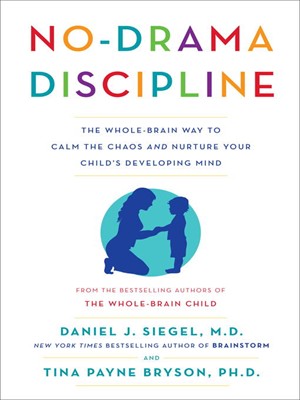 NO-DRAMA
DISCIPLINE
THE WHOLE-BRAIN WAY TO
CALM THE CHAOS AND NURTURE YOUR
CHILD'S DEVELOPING MIND
FROM THE BESTSELLING AUTHORS OF
THE WHOLE-BRAIN CHILD
DANIEL J. SIEGEL, M.D.
NEW YORK TIMES BESTSELLING AUTHOR OF BRAINSTORM
AND
TINA PAYNE BRYSON, PH.D.